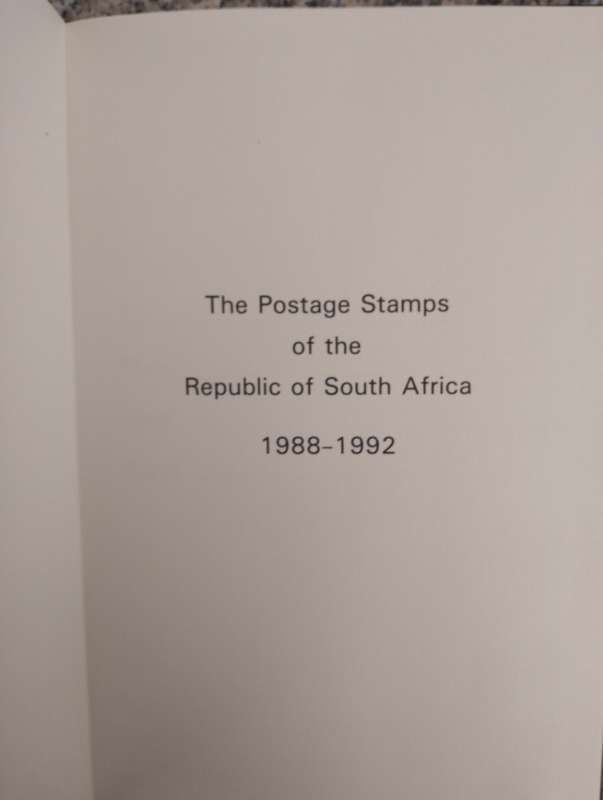 The Postage Stamps
of the
Republic of South Africa
1988–1992